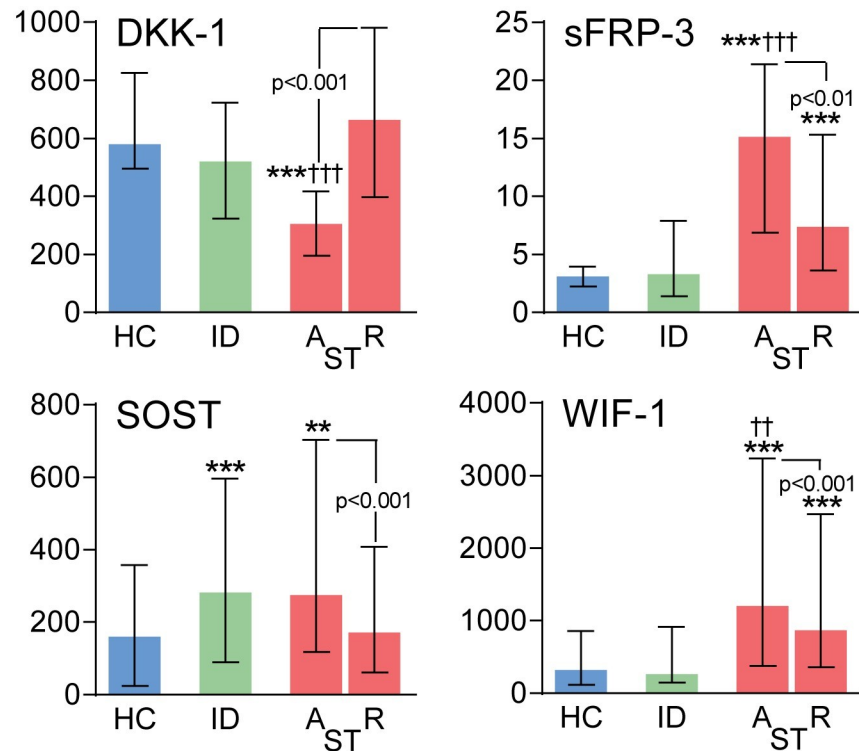 DKK-1
1000
800
600
400
200
0
p<0.001
***†††
HC ID A ST R
sFRP-3
25
20
15
10
5
0
***†††
p<0.01
***
HC ID A ST R
SOST
800
600
400
200
0
***
**
p<0.001
HC ID A ST R
WIF-1
4000
3000
2000
1000
0
††
***
p<0.001
***
HC ID A ST R